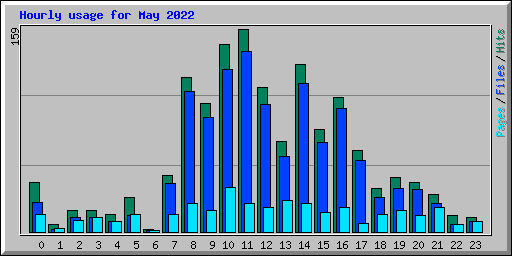 Hourly usage for May 2022
159
Pages/Files/Hits
0 1 2 3 4 5 6 7 8 9 10 11 12 13 14 15 16 17 18 19 20 21 22 23